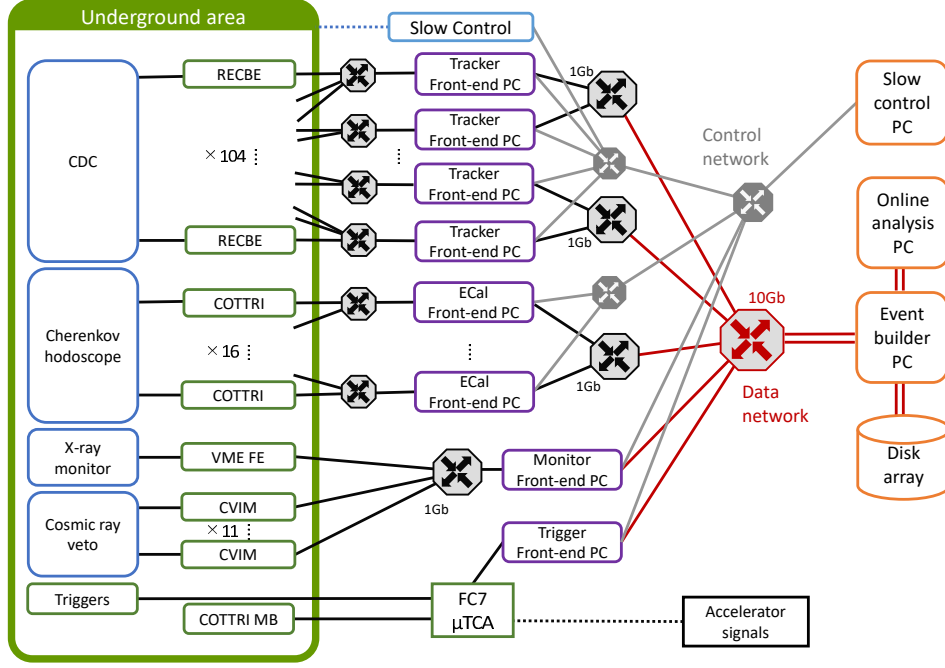 Underground area
Slow Control
CDC
RECBE
× 104
RECBE
Tracker
Front-end PC
Tracker
Front-end PC
Tracker
Front-end PC
Tracker
Front-end PC
1Gb
1Gb
Control
network
Slow
control
PC
Online
analysis
PC
Cherenkov
hodoscope
COTTRI
× 16
COTTRI
ECal
Front-end PC
ECal
Front-end PC
1Gb
10Gb
Data
network
Event
builder
PC
Disk
array
X-ray
monitor
VME FE
1Gb
Monitor
Front-end PC
Cosmic ray
veto
CVIM
× 11
CVIM
Trigger
Front-end PC
Triggers
COTTRI MB
FC7
μTCA
Accelerator
signals